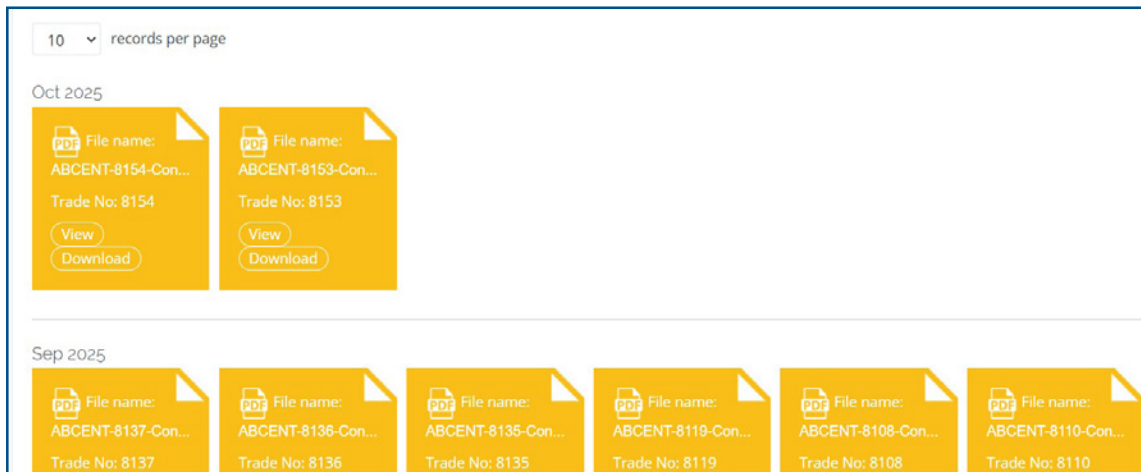 10 records per page
Oct 2025
PDF File name:
ABCENT-8154-Con...
Trade No: 8154
View
Download
PDF File name:
ABCENT-8153-Con...
Trade No: 8153
View
Download
Sep 2025
PDF File name:
ABCENT-8137-Con...
Trade No: 8137
PDF File name:
ABCENT-8136-Con...
Trade No: 8136
PDF File name:
ABCENT-8135-Con...
Trade No: 8135
PDF File name:
ABCENT-8119-Con...
Trade No: 8119
PDF File name:
ABCENT-8108-Con...
Trade No: 8108
PDF File name:
ABCENT-8110-Con...
Trade No: 8110